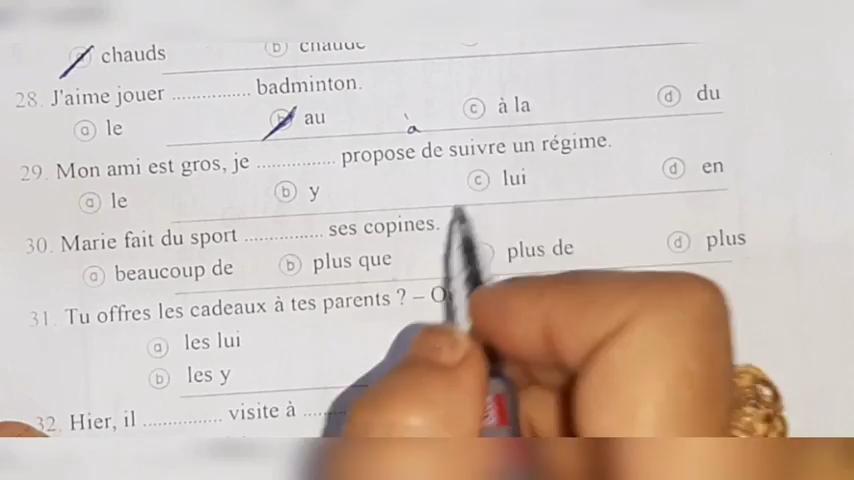 ⓐ chauds ⓑ chaude
28. J'aime jouer ................ badminton.
ⓐ le ⓑ au ⓒ à la ⓓ du
à
29. Mon ami est gros, je ................ propose de suivre un régime.
ⓐ le ⓑ y ⓒ lui ⓓ en
30. Marie fait du sport ................ ses copines.
ⓐ beaucoup de ⓑ plus que plus de ⓓ plus
31. Tu offres les cadeaux à tes parents ? – O
ⓐ les lui
ⓑ les y
32. Hier, il ................ visite à .........